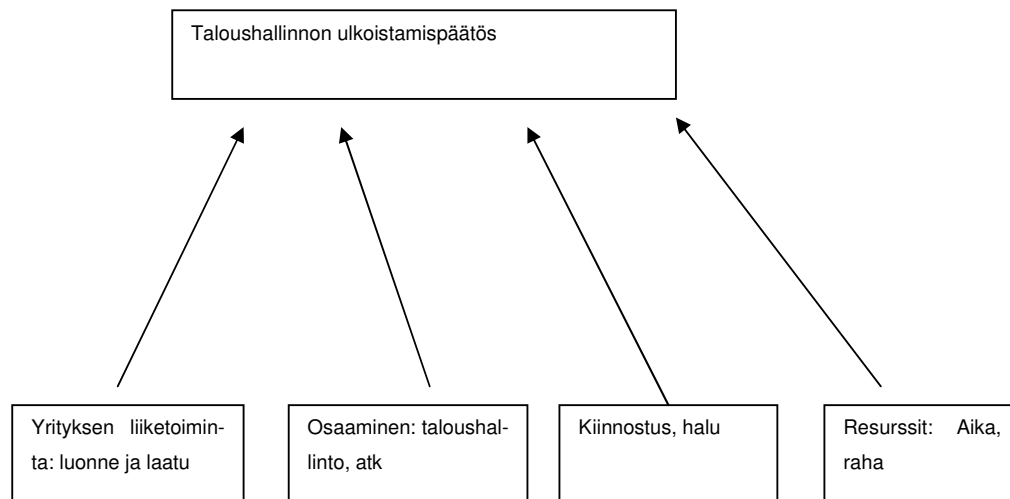 Taloushallinnon ulkoistamispäätös
Yrityksen liiketoimin-
ta: luonne ja laatu
Osaaminen: taloushal-
linto, atk
Kiinnostus, halu
Resurssit: Aika,
raha